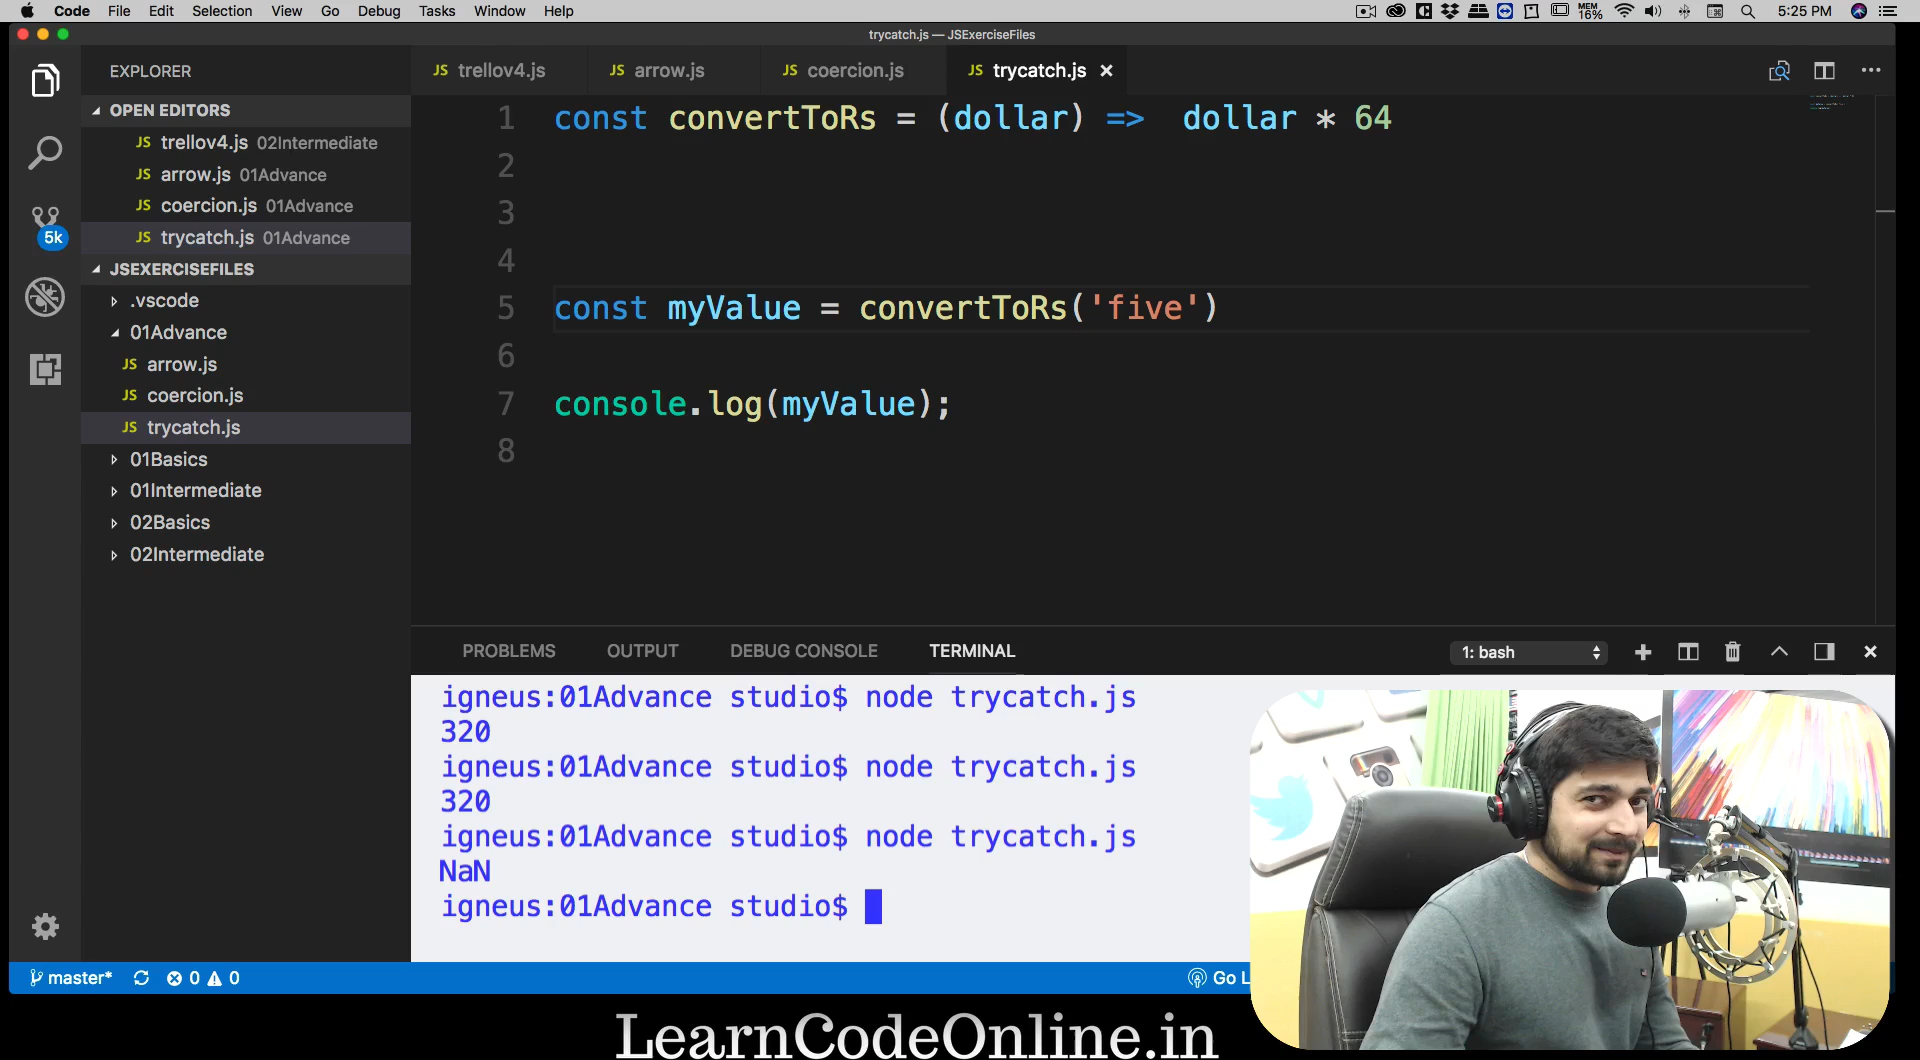 Code File Edit Selection View Go Debug Tasks Window Help
MEM 16% 5:25 PM
trycatch.js — JSExerciseFiles
EXPLORER
JS trellov4.js JS arrow.js JS coercion.js JS trycatch.js ×
OPEN EDITORS
JS trellov4.js 02Intermediate
JS arrow.js 01Advance
JS coercion.js 01Advance
JS trycatch.js 01Advance
JSEXERCISEFILES
.vscode
01Advance
JS arrow.js
JS coercion.js
JS trycatch.js
01Basics
01Intermediate
02Basics
02Intermediate
5k
1 const convertToRs = (dollar) =>  dollar * 64
2
3
4
5 const myValue = convertToRs('five')
6
7 console.log(myValue);
8
PROBLEMS OUTPUT DEBUG CONSOLE TERMINAL 1: bash
igneus:01Advance studio$ node trycatch.js
320
igneus:01Advance studio$ node trycatch.js
320
igneus:01Advance studio$ node trycatch.js
NaN
igneus:01Advance studio$
master* 0 0 Go L
LearnCodeOnline.in